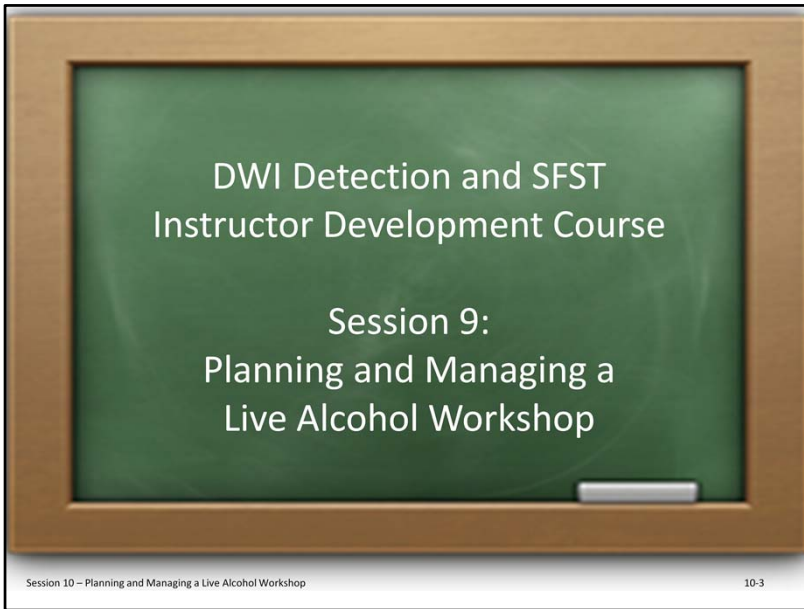 DWI Detection and SFST
Instructor Development Course
Session 9:
Planning and Managing a
Live Alcohol Workshop
Session 10 – Planning and Managing a Live Alcohol Workshop
10-3